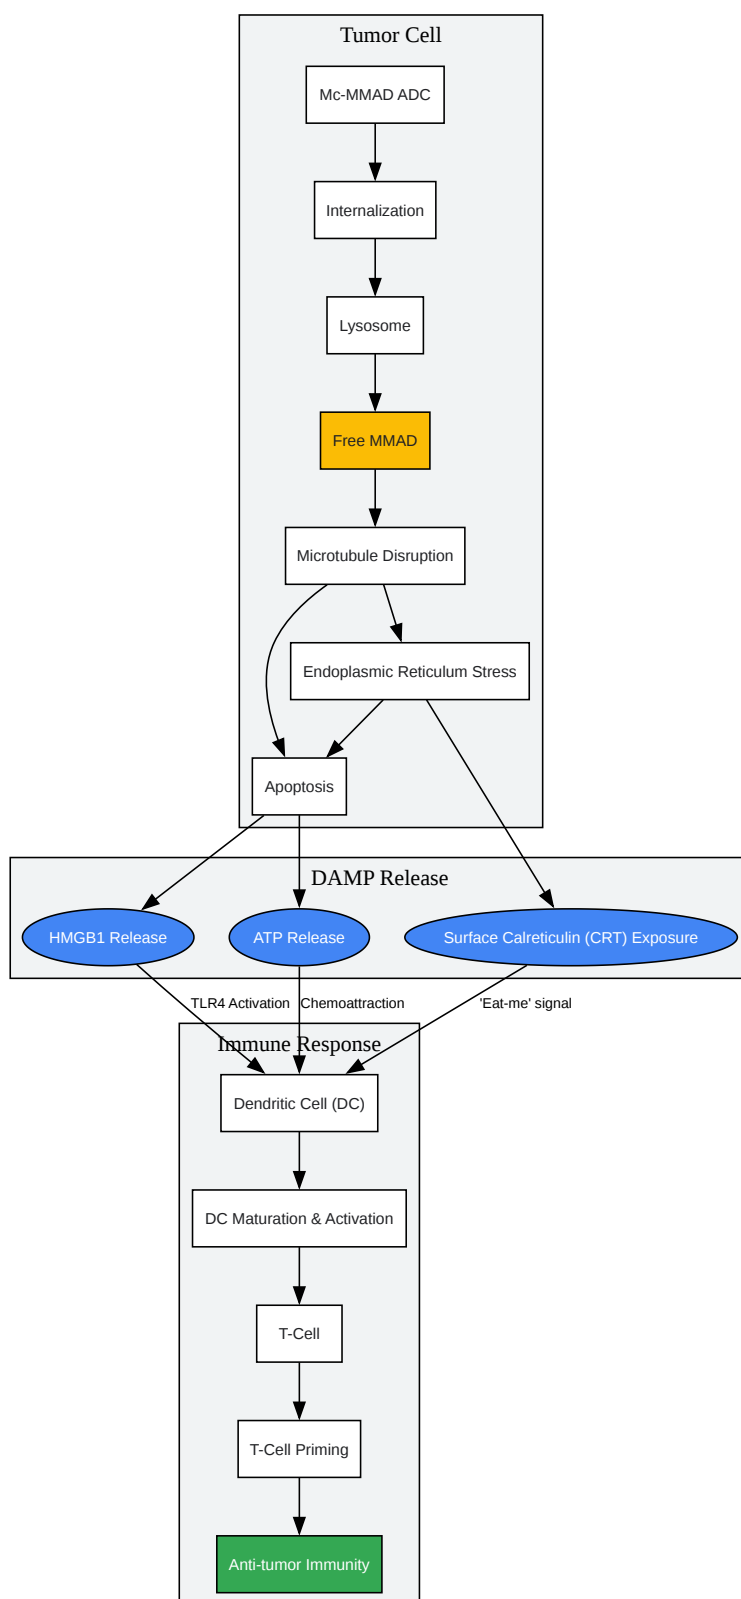 Tumor Cell
Mc-MMAD ADC
Internalization
Lysosome
Free MMAD
Microtubule Disruption
Endoplasmic Reticulum Stress
Apoptosis
DAMP Release
HMGB1 Release
ATP Release
Surface Calreticulin (CRT) Exposure
TLR4 Activation
Chemoattraction
'Eat-me' signal
Immune Response
Dendritic Cell (DC)
DC Maturation & Activation
T-Cell
T-Cell Priming
Anti-tumor Immunity